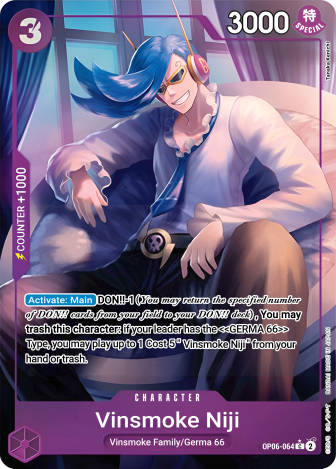 3
3000
特
SPECIAL
Tanaka Kenichi
COUNTER +1000
Activate: Main DON!!-1 (You may return the specified number
of DON!! cards from your field to your DON!! deck) , You may
trash this character: if your leader has the <<GERMA 66>>
Type, you may play up to 1 Cost 5 " Vinsmoke Niji" from your
hand or trash.
CHARACTER
Vinsmoke Niji
Vinsmoke Family/Germa 66
OP06-064 C 2